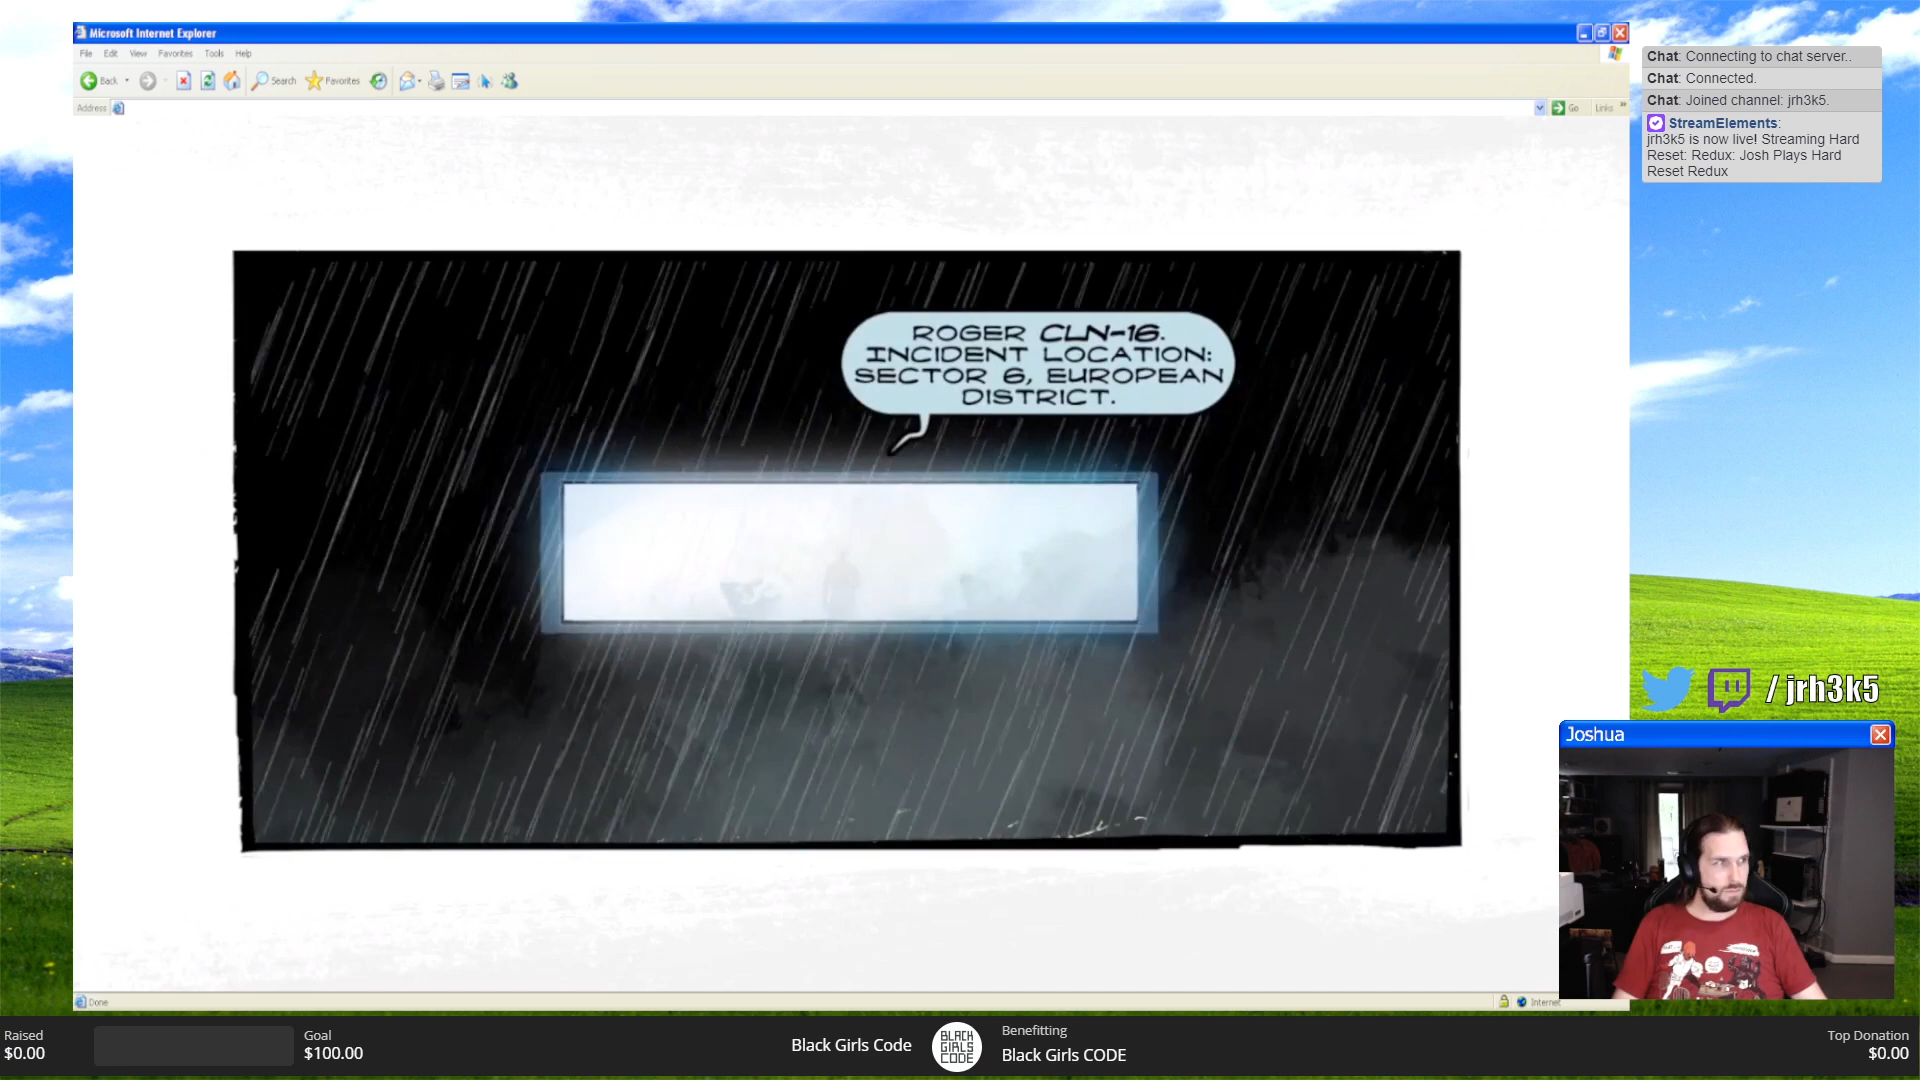 Microsoft Internet Explorer
File Edit View Favorites Tools Help
Back Search Favorites
Address Go Links
ROGER CLN-16.
INCIDENT LOCATION:
SECTOR 6, EUROPEAN
DISTRICT.
Done
Internet
Chat: Connecting to chat server..
Chat: Connected.
Chat: Joined channel: jrh3k5.
StreamElements:
jrh3k5 is now live! Streaming Hard
Reset: Redux: Josh Plays Hard
Reset Redux
/ jrh3k5
Joshua
Raised
$0.00
Goal
$100.00
Black Girls Code
BLACK
GIRLS
CODE
Benefitting
Black Girls CODE
Top Donation
$0.00